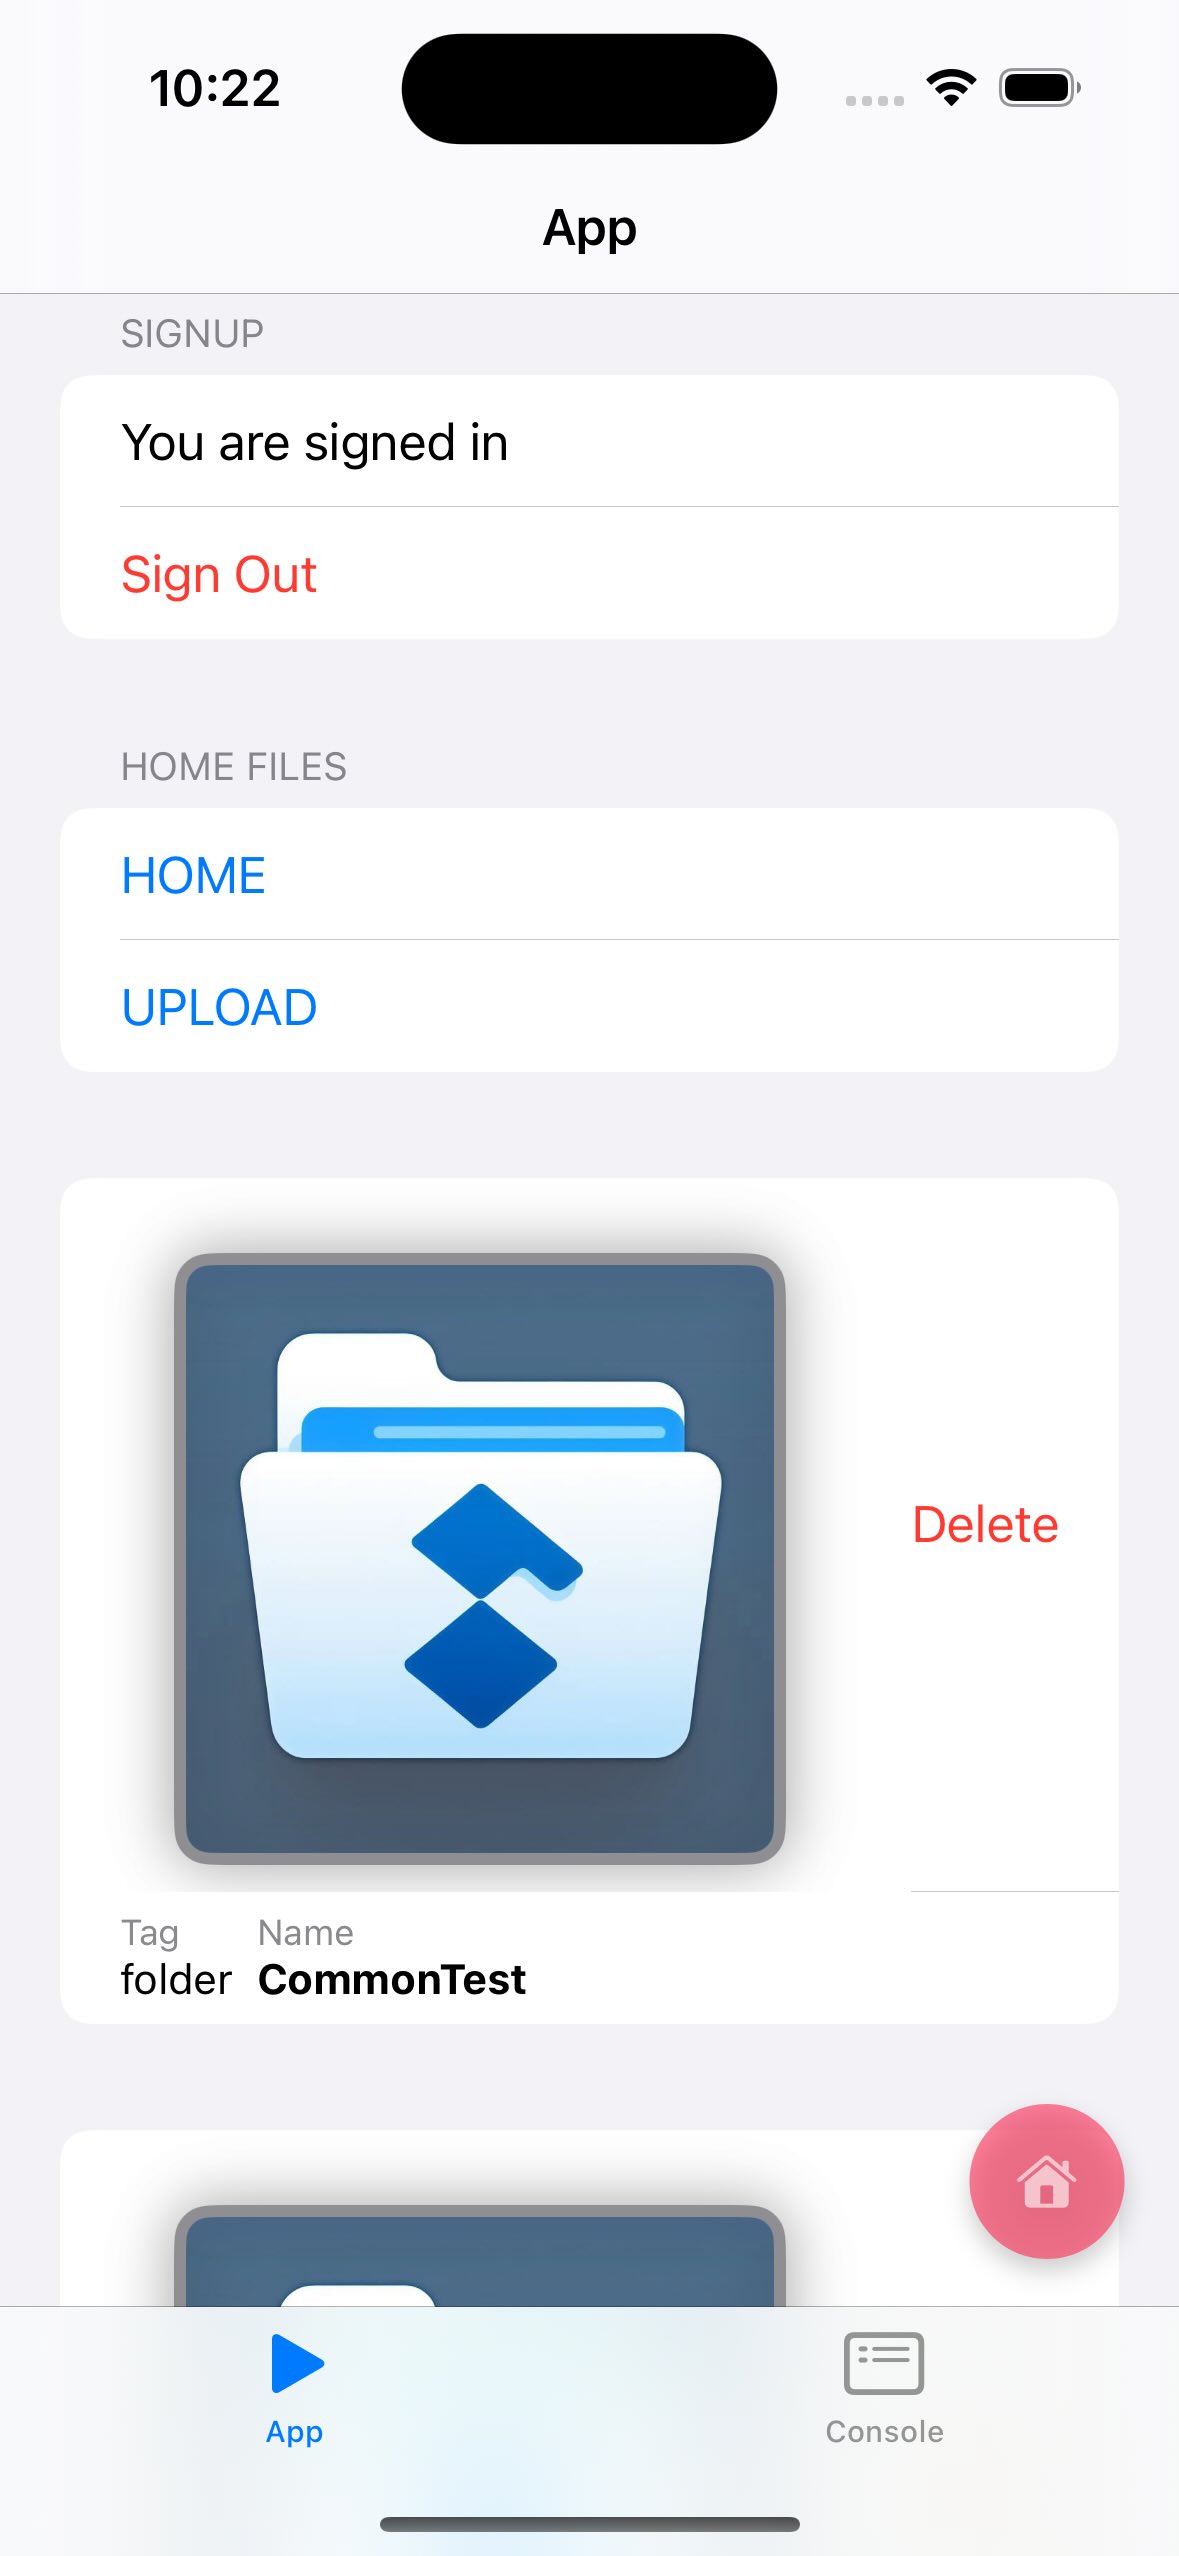 10:22
App
SIGNUP
You are signed in
Sign Out
HOME FILES
HOME
UPLOAD
Delete
Tag Name
folder CommonTest
App
Console